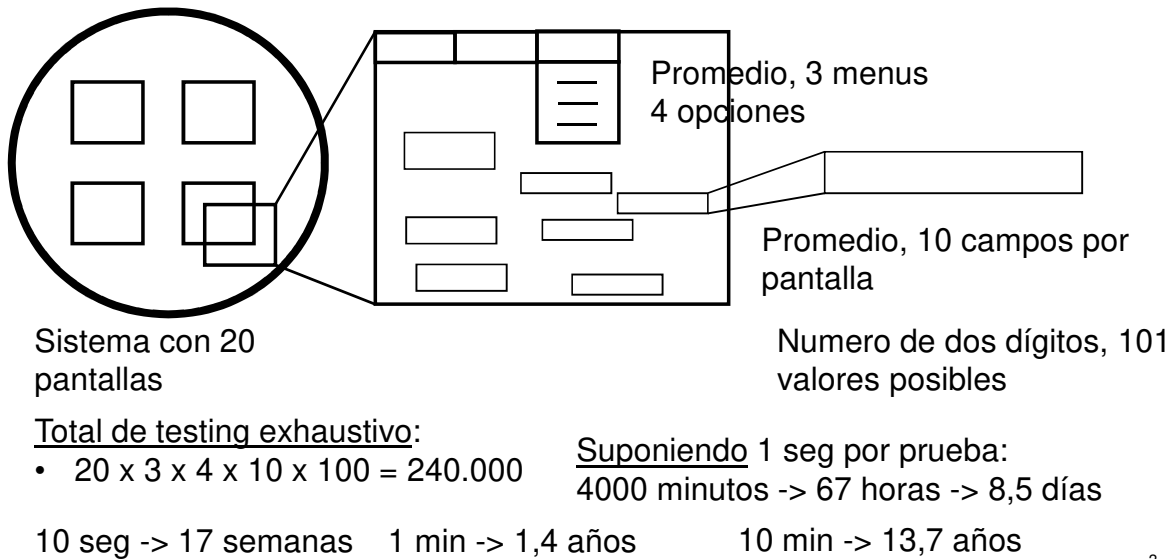 Promedio, 3 menus
4 opciones
Promedio, 10 campos por
pantalla
Sistema con 20
pantallas
Numero de dos dígitos, 101
valores posibles
Total de testing exhaustivo:
• 20 x 3 x 4 x 10 x 100 = 240.000
Suponiendo 1 seg por prueba:
4000 minutos -> 67 horas -> 8,5 días
10 seg -> 17 semanas 1 min -> 1,4 años 10 min -> 13,7 años